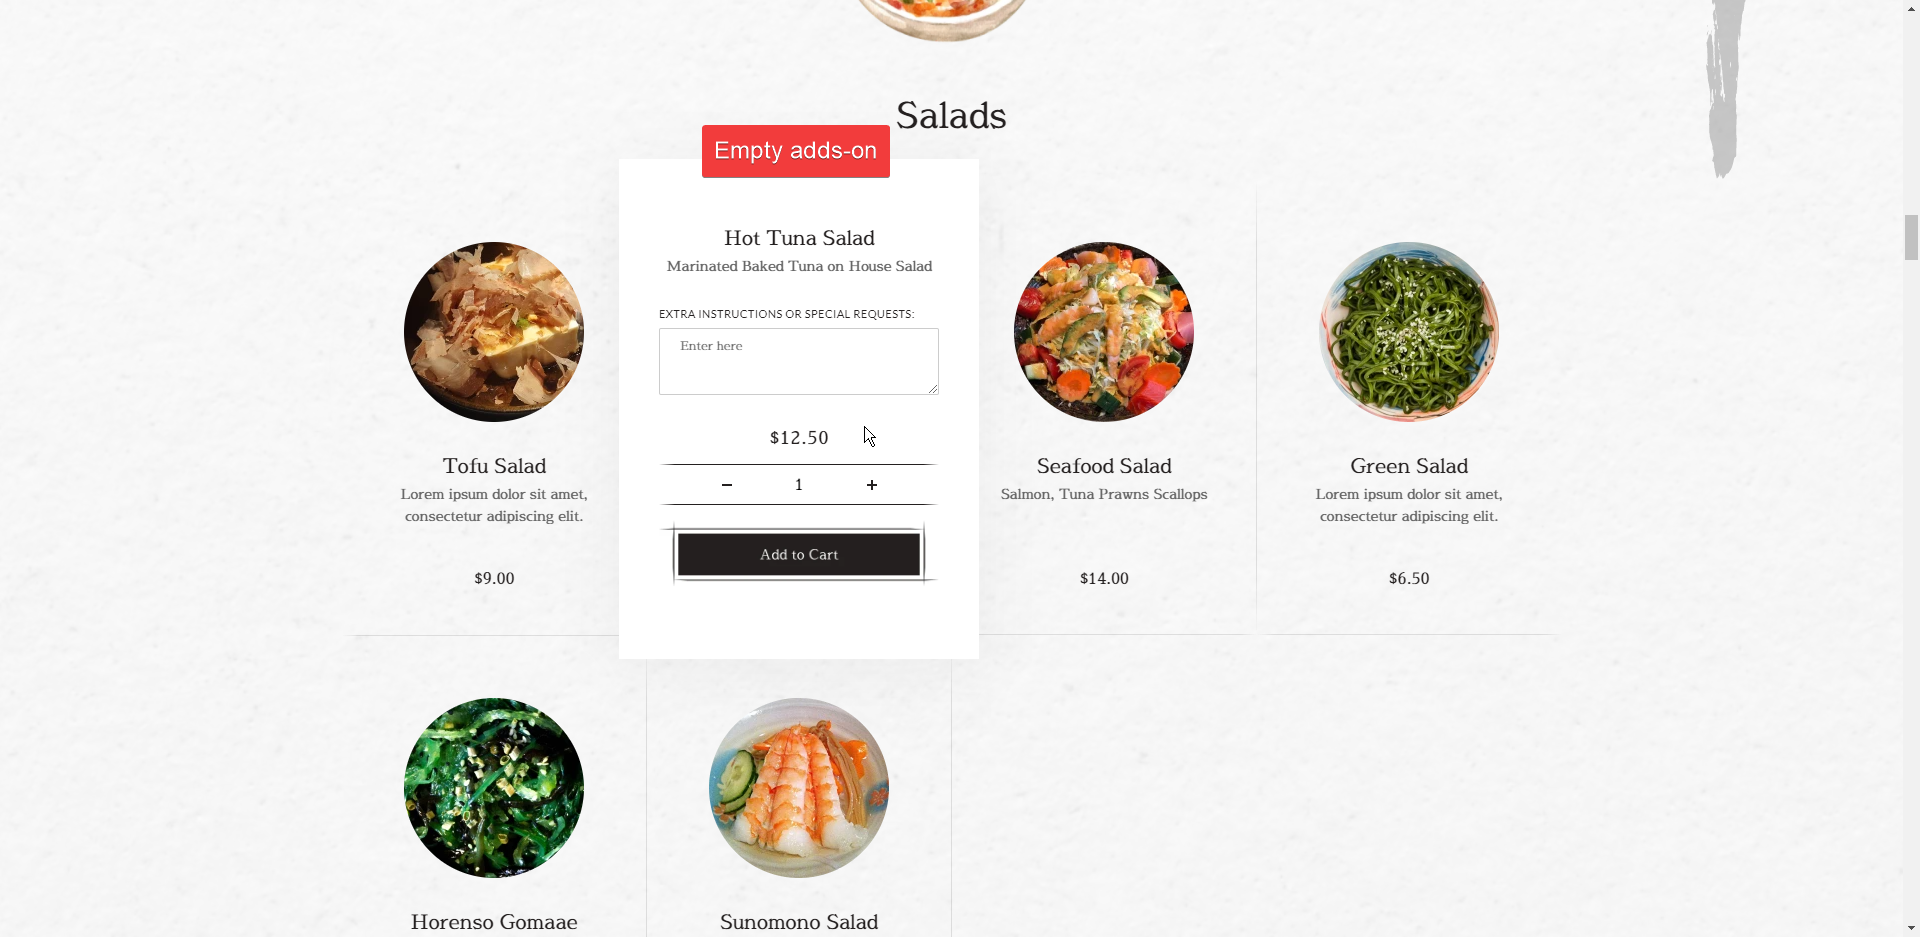 Salads
Empty adds-on
Hot Tuna Salad
Marinated Baked Tuna on House Salad
EXTRA INSTRUCTIONS OR SPECIAL REQUESTS:
Enter here
$12.50
1
Add to Cart
Tofu Salad
Lorem ipsum dolor sit amet,
consectetur adipiscing elit.
$9.00
Seafood Salad
Salmon, Tuna Prawns Scallops
$14.00
Green Salad
Lorem ipsum dolor sit amet,
consectetur adipiscing elit.
$6.50
Horenso Gomaae
Sunomono Salad